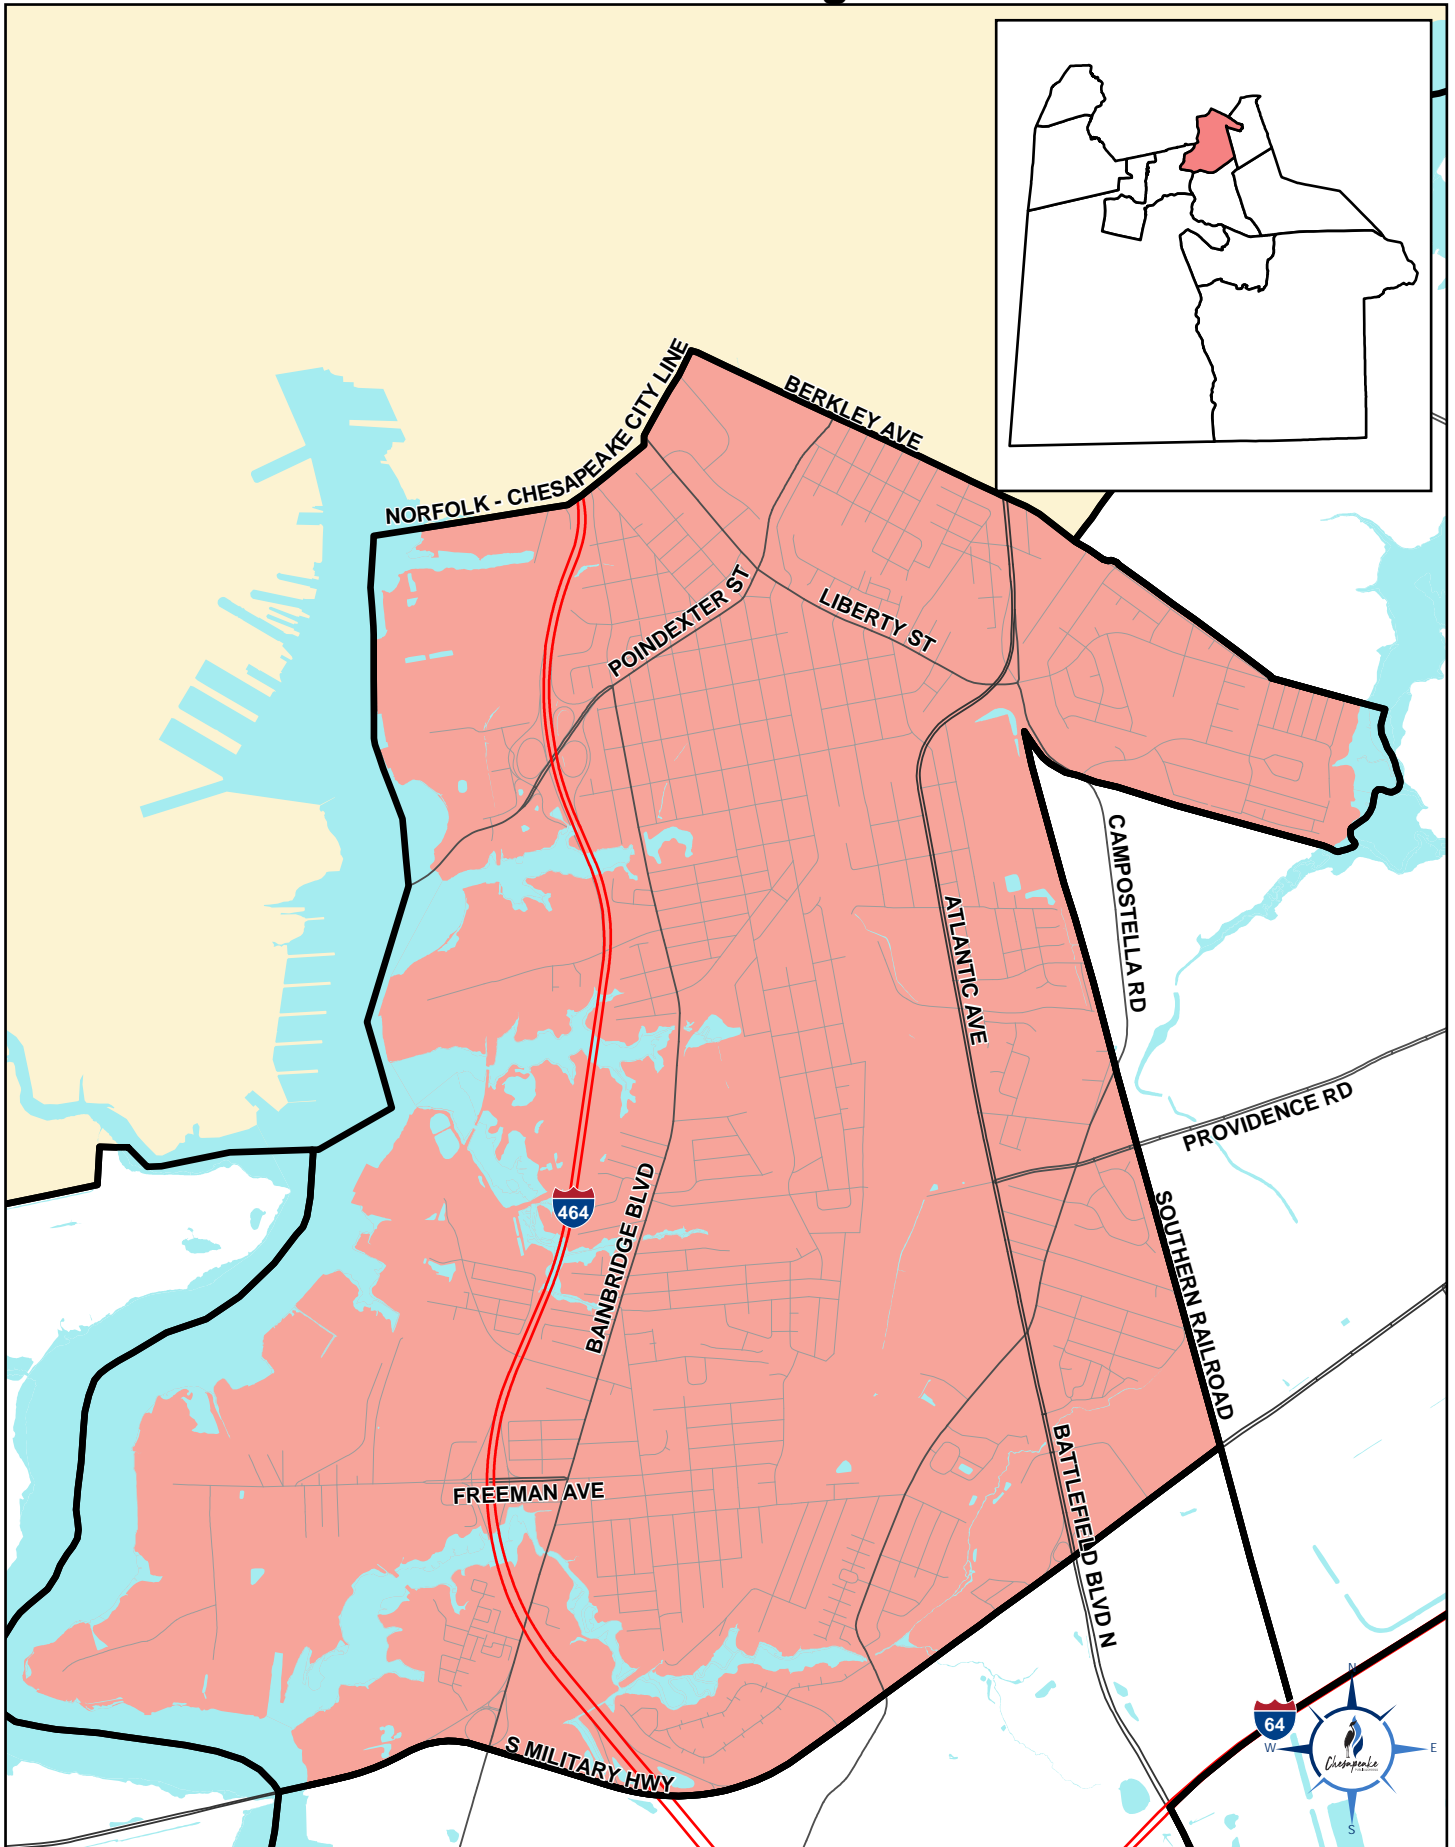 NORFOLK - CHESAPEAKE CITY LINE
BERKLEY AVE
POINDEXTER ST
LIBERTY ST
CAMPOSTELLA RD
ATLANTIC AVE
PROVIDENCE RD
464
BAINBRIDGE BLVD
SOUTHERN RAILROAD
FREEMAN AVE
BATTLEFIELD BLVD N
S MILITARY HWY
64
N
W
E
S
Chesapeake